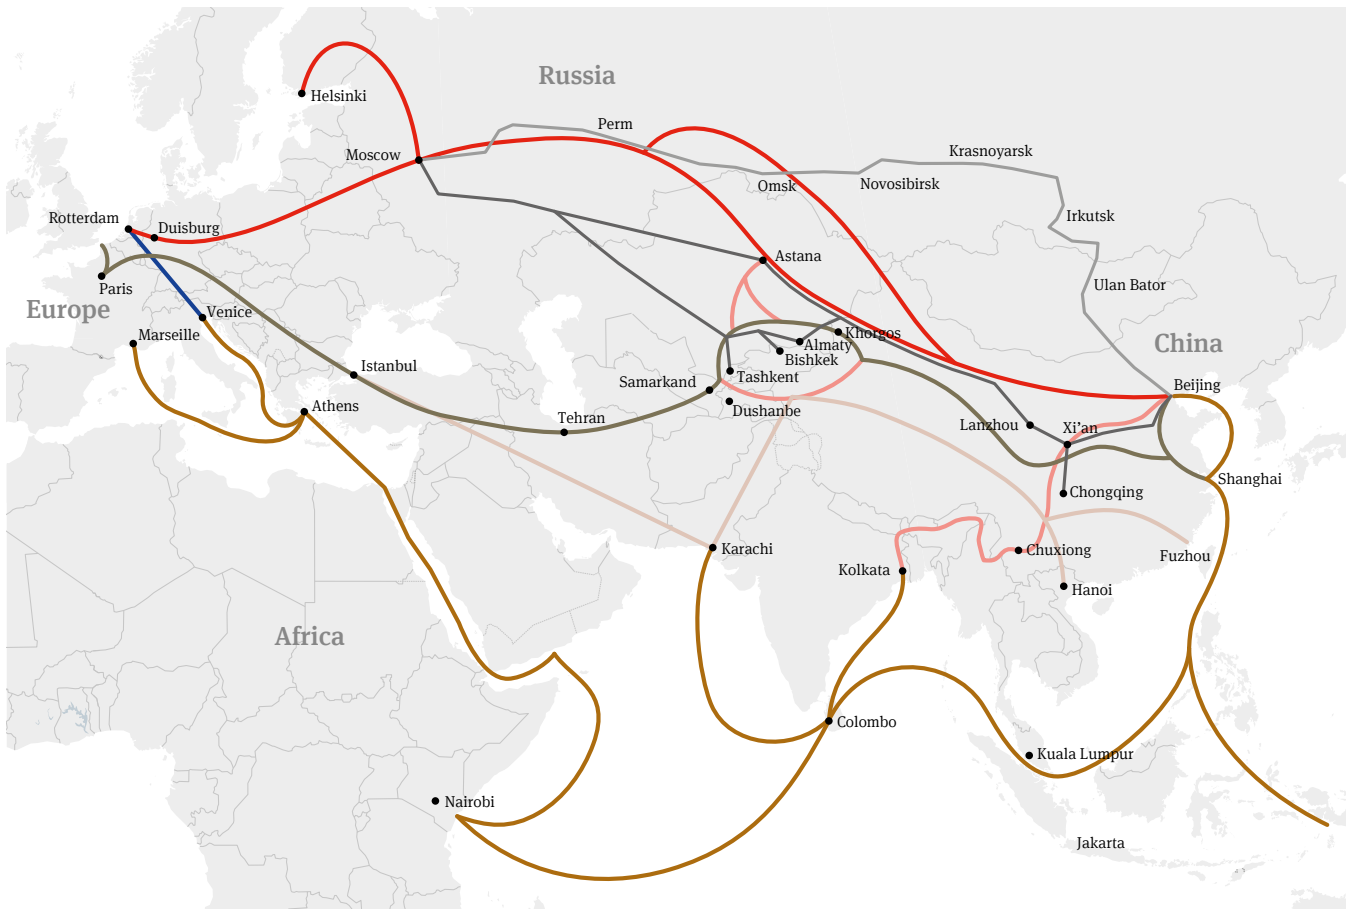 Russia
Helsinki
Perm
Moscow
Krasnoyarsk
Omsk
Novosibirsk
Rotterdam
Duisburg
Irkutsk
Astana
Paris
Ulan Bator
Europe
Venice
Marseille
Khorgos
Almaty
China
Bishkek
Istanbul
Tashkent
Samarkand
Beijing
Athens
Dushanbe
Tehran
Lanzhou
Xi'an
Shanghai
Chongqing
Karachi
Chuxiong
Fuzhou
Kolkata
Hanoi
Africa
Colombo
Kuala Lumpur
Nairobi
Jakarta